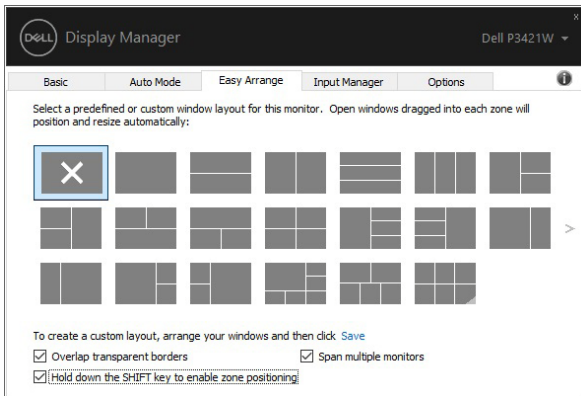 x
DELL Display Manager
Dell P3421W
Basic
Auto Mode
Easy Arrange
Input Manager
Options
i
Select a predefined or custom window layout for this monitor. Open windows dragged into each zone will
position and resize automatically:
>
To create a custom layout, arrange your windows and then click Save
Overlap transparent borders
Span multiple monitors
Hold down the SHIFT key to enable zone positioning